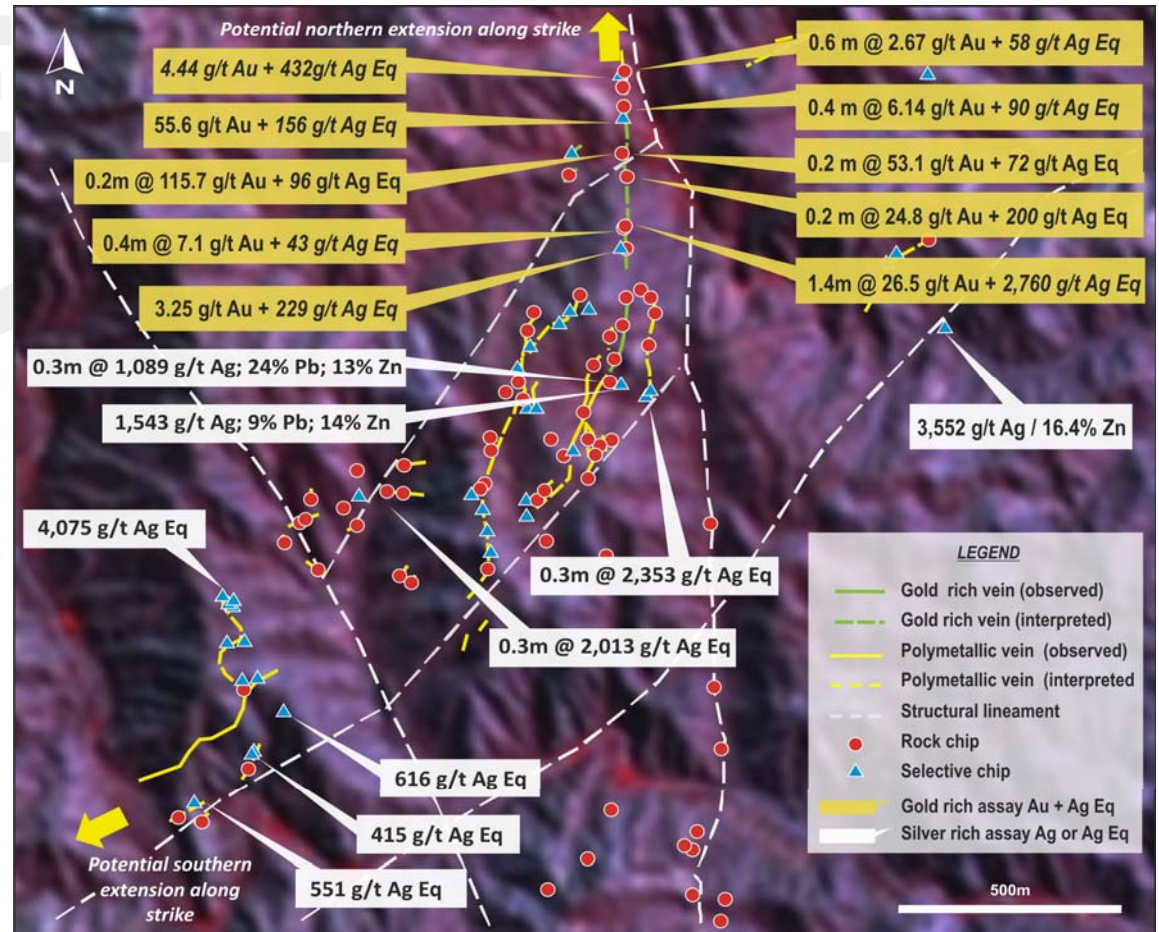 Potential northern extension along strike
N
4.44 g/t Au + 432g/t Ag Eq
55.6 g/t Au + 156 g/t Ag Eq
0.2m @ 115.7 g/t Au + 96 g/t Ag Eq
0.4m @ 7.1 g/t Au + 43 g/t Ag Eq
3.25 g/t Au + 229 g/t Ag Eq
0.6 m @ 2.67 g/t Au + 58 g/t Ag Eq
0.4 m @ 6.14 g/t Au + 90 g/t Ag Eq
0.2 m @ 53.1 g/t Au + 72 g/t Ag Eq
0.2 m @ 24.8 g/t Au + 200 g/t Ag Eq
1.4m @ 26.5 g/t Au + 2,760 g/t Ag Eq
0.3m @ 1,089 g/t Ag; 24% Pb; 13% Zn
1,543 g/t Ag; 9% Pb; 14% Zn
3,552 g/t Ag / 16.4% Zn
4,075 g/t Ag Eq
0.3m @ 2,353 g/t Ag Eq
0.3m @ 2,013 g/t Ag Eq
616 g/t Ag Eq
415 g/t Ag Eq
551 g/t Ag Eq
Potential southern
extension along
strike
LEGEND
Gold rich vein (observed)
Gold rich vein (interpreted)
Polymetallic vein (observed)
Polymetallic vein (interpreted
Structural lineament
Rock chip
Selective chip
Gold rich assay Au + Ag Eq
Silver rich assay Ag or Ag Eq
500m